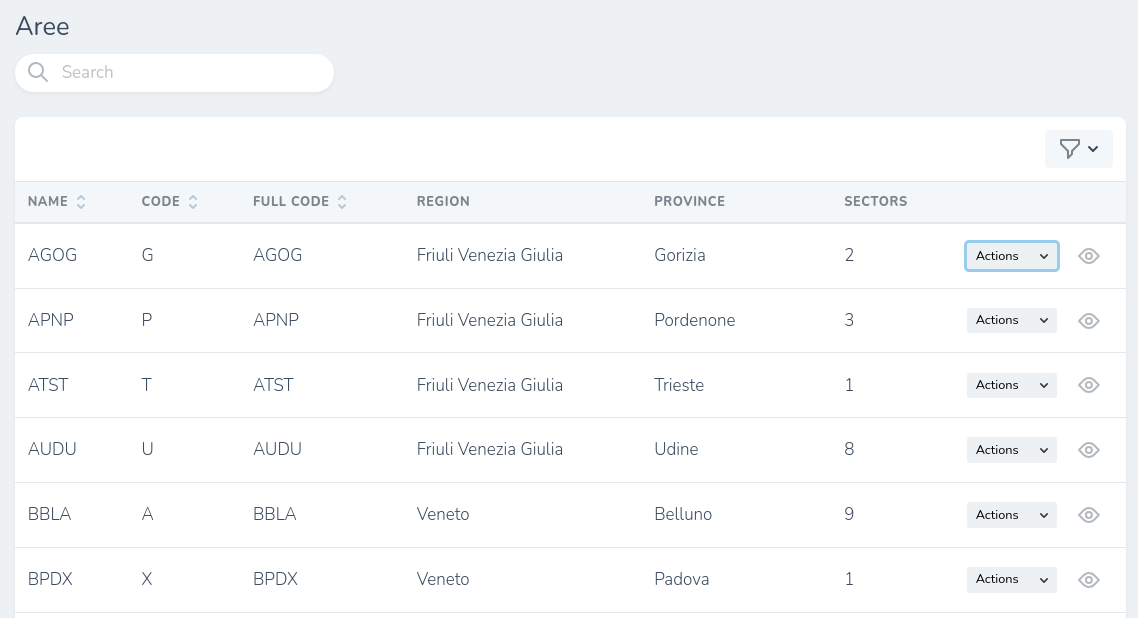 Aree
Search
NAME CODE FULL CODE REGION PROVINCE SECTORS
AGOG G AGOG Friuli Venezia Giulia Gorizia 2 Actions
APNP P APNP Friuli Venezia Giulia Pordenone 3 Actions
ATST T ATST Friuli Venezia Giulia Trieste 1 Actions
AUDU U AUDU Friuli Venezia Giulia Udine 8 Actions
BBLA A BBLA Veneto Belluno 9 Actions
BPDX X BPDX Veneto Padova 1 Actions